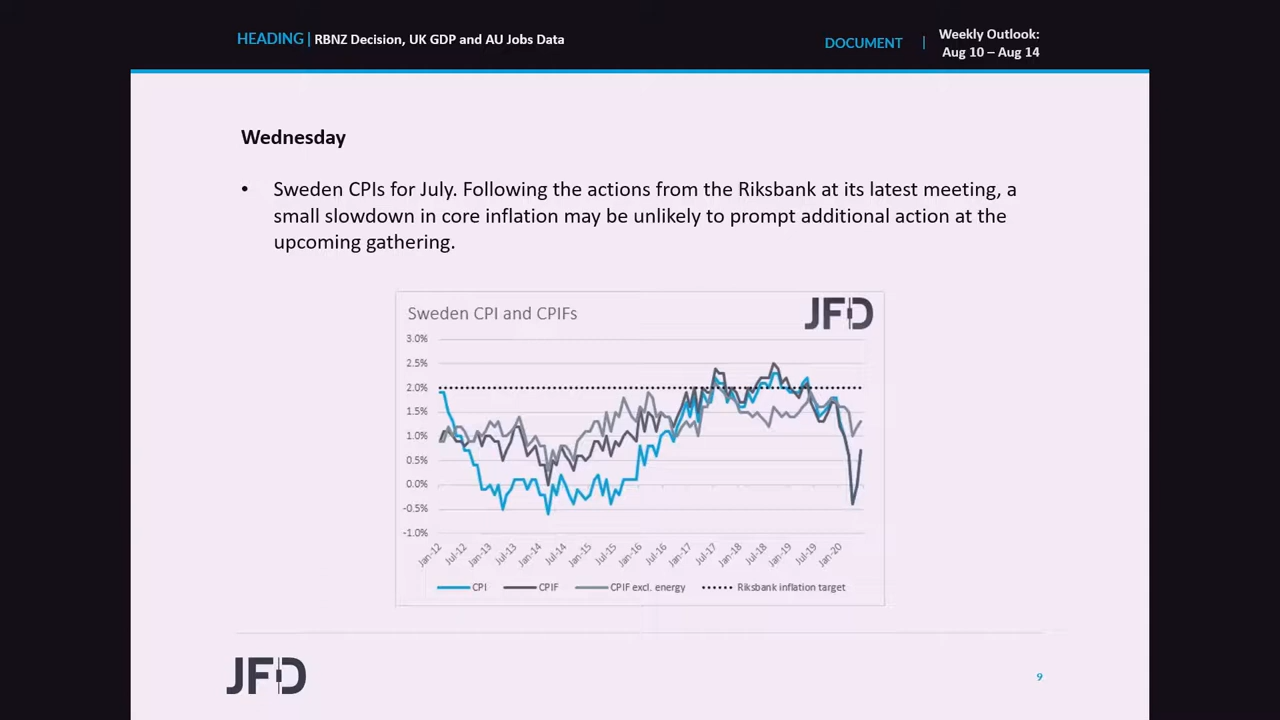 HEADING | RBNZ Decision, UK GDP and AU Jobs Data
DOCUMENT | Weekly Outlook:
Aug 10 – Aug 14
Wednesday
• Sweden CPIs for July. Following the actions from the Riksbank at its latest meeting, a
small slowdown in core inflation may be unlikely to prompt additional action at the
upcoming gathering.
Sweden CPI and CPIFs
JFD
3.0%
2.5%
2.0%
1.5%
1.0%
0.5%
0.0%
-0.5%
-1.0%
Jan-12 Jul-12 Jan-13 Jul-13 Jan-14 Jul-14 Jan-15 Jul-15 Jan-16 Jul-16 Jan-17 Jul-17 Jan-18 Jul-18 Jan-19 Jul-19 Jan-20
CPI CPIF CPIF excl. energy Riksbank inflation target
JFD
9